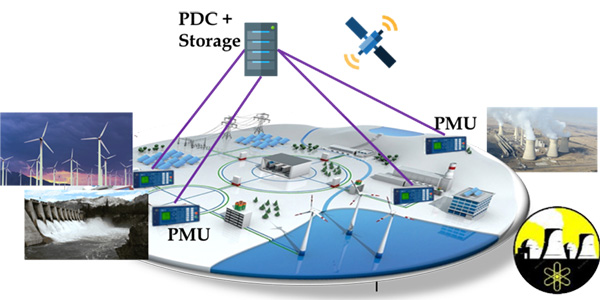 PDC +
Storage
PMU
PMU